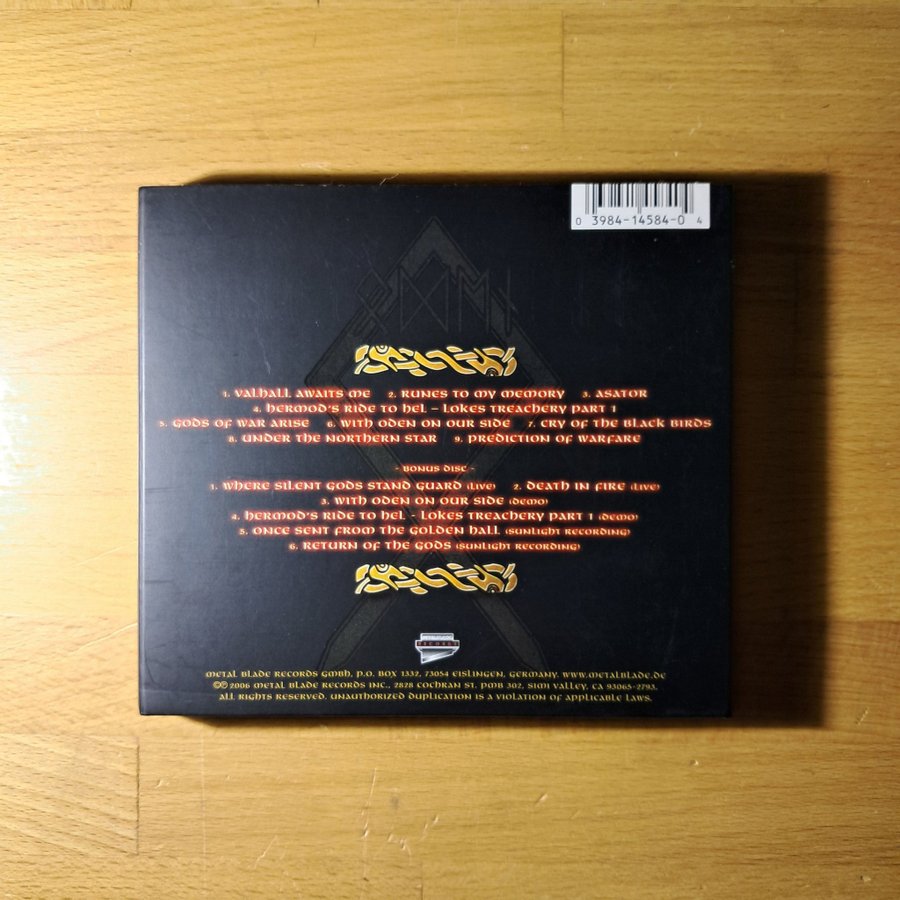 0 3984-14584-0 4
1. VALHALL AWAITS ME 2. RUNES TO MY MEMORY 3. ASATOR
4. HERMOD'S RIDE TO HEL – LOKES TREACHERY PART 1
5. GODS OF WAR ARISE 6. WITH ODEN ON OUR SIDE 7. CRY OF THE BLACK BIRDS
8. UNDER THE NORTHERN STAR 9. PREDICTION OF WARFARE
- BONUS DISC -
1. WHERE SILENT GODS STAND GUARD (LIVE) 2. DEATH IN FIRE (LIVE)
3. WITH ODEN ON OUR SIDE (DEMO)
4. HERMOD'S RIDE TO HEL - LOKES TREACHERY PART 1 (DEMO)
5. ONCE SENT FROM THE GOLDEN HALL (SUNLIGHT RECORDING)
6. RETURN OF THE GODS (SUNLIGHT RECORDING)
METAL BLADE
RECORDS
METAL BLADE RECORDS GMBH, P.O. BOX 1332, 73054 EISLINGEN, GERMANY. WWW.METALBLADE.DE
©℗ 2006 METAL BLADE RECORDS INC., 2828 COCHRAN ST. PMB 302, SIMI VALLEY, CA 93065-2793.
ALL RIGHTS RESERVED. UNAUTHORIZED DUPLICATION IS A VIOLATION OF APPLICABLE LAWS.